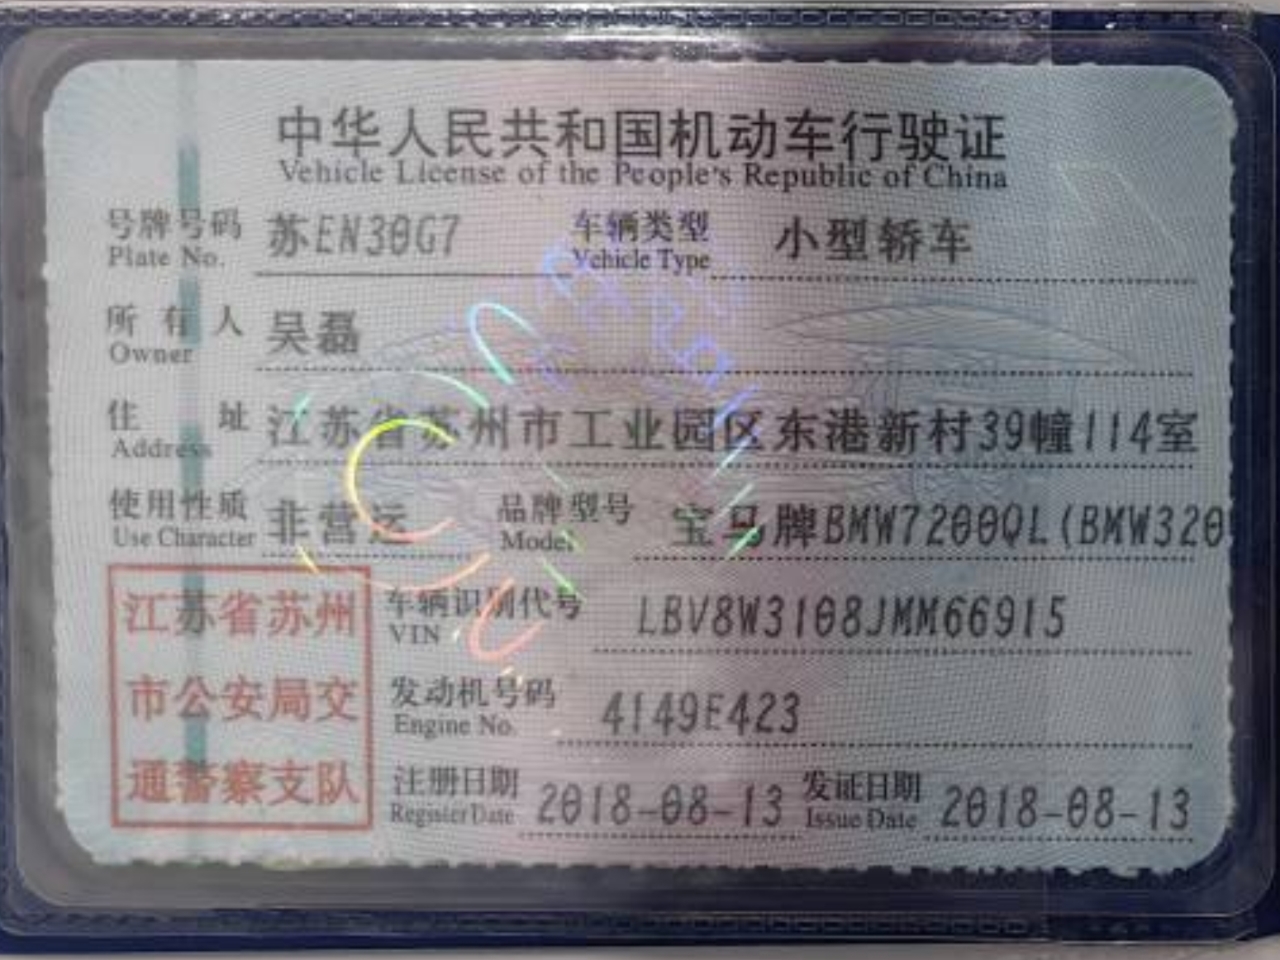 中华人民共和国机动车行驶证
Vehicle License of the People's Republic of China
号牌号码 苏EN30G7 车辆类型 小型轿车
Plate No. Vehicle Type
所有人 吴磊
Owner
住址 江苏省苏州市工业园区东港新村39幢114室
Address
使用性质 非营运 品牌型号 宝马牌BMW7200QL(BMW320
Use Character Model
江苏省苏州 车辆识别代号 LBV8W3108JMM66915
VIN
市公安局交 发动机号码 4149E423
Engine No.
通警察支队 注册日期 2018-08-13 发证日期 2018-08-13
Register Date Issue Date